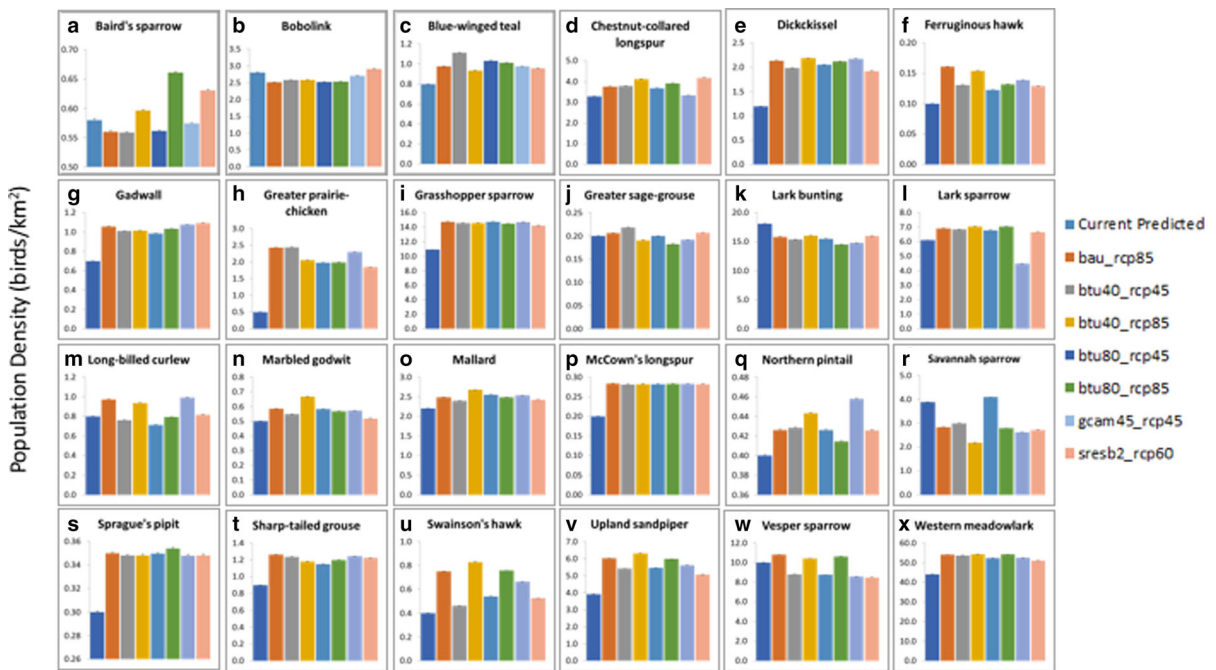 a
Baird's sparrow
0.70
0.65
0.60
0.55
0.50
b
Bobolink
3.5
3.0
2.5
2.0
1.5
1.0
0.5
0.0
c
Blue-winged teal
1.2
1.0
0.8
0.6
0.4
0.2
0.0
d
Chestnut-collared
longspur
5.0
4.0
3.0
2.0
1.0
0.0
e
Dickckissel
2.5
2.0
1.5
1.0
0.5
0.0
f
Ferruginous hawk
0.20
0.15
0.10
0.05
0.00
g
Gadwall
1.2
1.0
0.8
0.6
0.4
0.2
0.0
h
Greater prairie-
chicken
3.0
2.5
2.0
1.5
1.0
0.5
0.0
i
Grasshopper sparrow
16.0
14.0
12.0
10.0
8.0
6.0
4.0
2.0
0.0
j
Greater sage-grouse
0.25
0.20
0.15
0.10
0.05
0.00
k
Lark bunting
20.0
15.0
10.0
5.0
0.0
l
Lark sparrow
8.0
7.0
6.0
5.0
4.0
3.0
2.0
1.0
0.0
m
Long-billed curlew
1.2
1.0
0.8
0.6
0.4
0.2
0.0
n
Marbled godwit
0.8
0.7
0.6
0.5
0.4
0.3
0.2
0.1
0.0
o
Mallard
3.0
2.5
2.0
1.5
1.0
0.5
0.0
p
McCown's longspur
0.30
0.25
0.20
0.15
0.10
0.05
0.00
q
Northern pintail
0.48
0.46
0.44
0.42
0.40
0.38
0.36
r
Savannah sparrow
5.0
4.0
3.0
2.0
1.0
0.0
s
Sprague's pipit
0.36
0.34
0.32
0.30
0.28
0.26
t
Sharp-tailed grouse
1.4
1.2
1.0
0.8
0.6
0.4
0.2
0.0
u
Swainson's hawk
1.0
0.8
0.6
0.4
0.2
0.0
v
Upland sandpiper
7.0
6.0
5.0
4.0
3.0
2.0
1.0
0.0
w
Vesper sparrow
12.0
10.0
8.0
6.0
4.0
2.0
0.0
x
Western meadowlark
60.0
50.0
40.0
30.0
20.0
10.0
0.0
Population Density (birds/km²)
Current Predicted
bau_rcp85
btu40_rcp45
btu40_rcp85
btu80_rcp45
btu80_rcp85
gcam45_rcp45
sresb2_rcp60